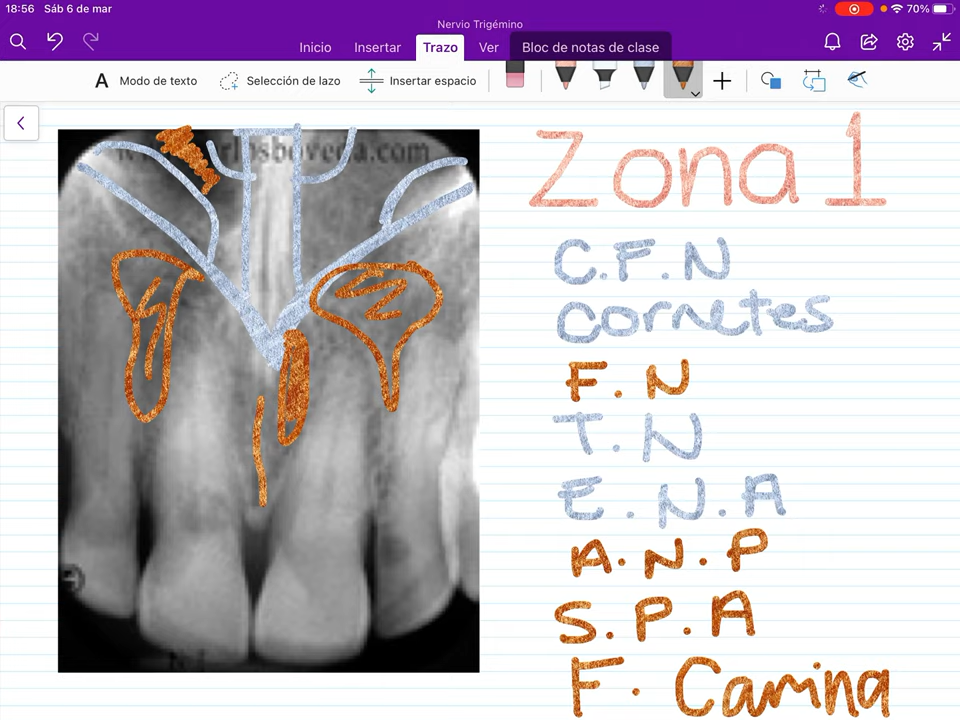 18:56 Sáb 6 de mar
70%
Nervio Trigémino
Inicio Insertar Trazo Ver Bloc de notas de clase
A Modo de texto Selección de lazo Insertar espacio
Zona 1
C.F.N
Cornetes
F.N
T.N
E.N.A
A.N.P
S.P.A
F. Canina